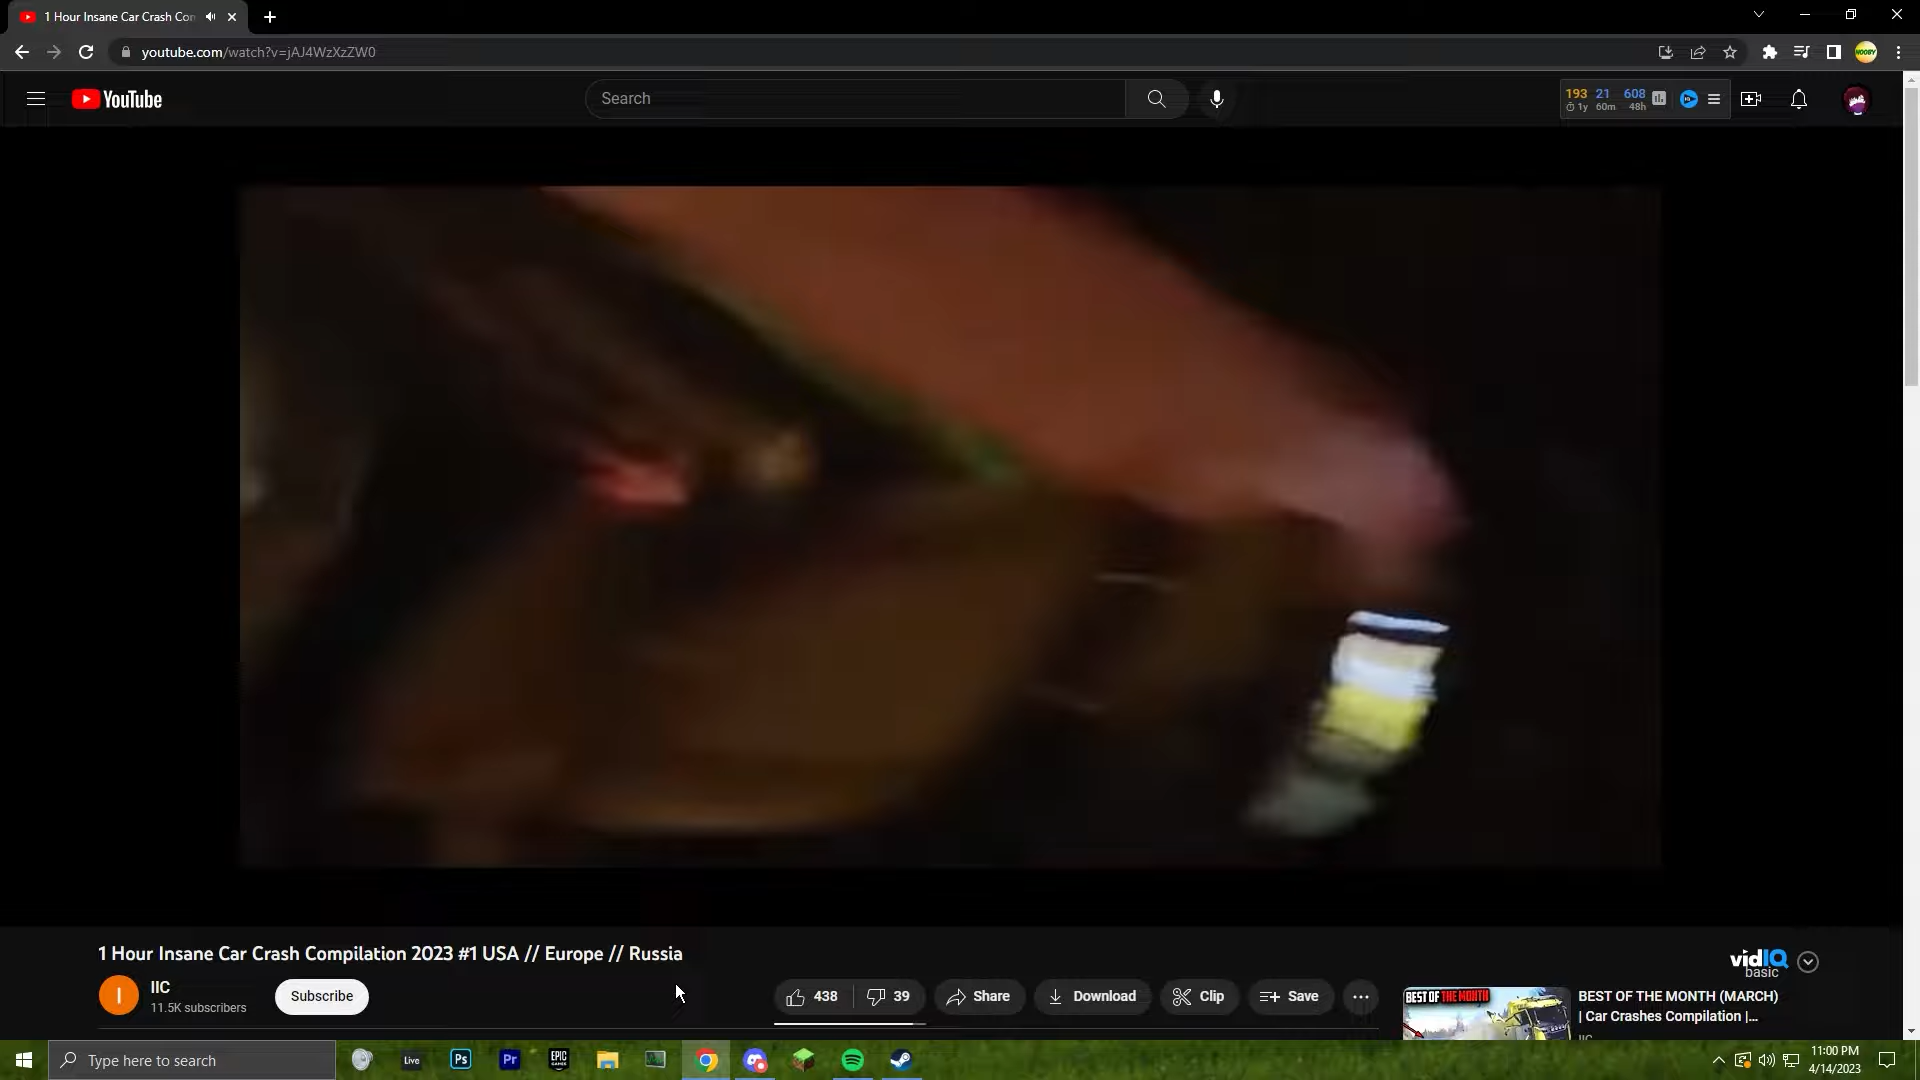 1 Hour Insane Car Crash Con
youtube.com/watch?v=jAJ4WzXzZW0
NOOBY
YouTube
Search
193 21 608
1y 60m 48h
1 Hour Insane Car Crash Compilation 2023 #1 USA // Europe // Russia
vidIQ
basic
I
IIC
11.5K subscribers
Subscribe
438
39
Share
Download
Clip
Save
BEST OF THE MONTH
BEST OF THE MONTH (MARCH)
| Car Crashes Compilation |...
IIC
Type here to search
Live
Ps
Pr
EPIC
GAMES
11:00 PM
4/14/2023